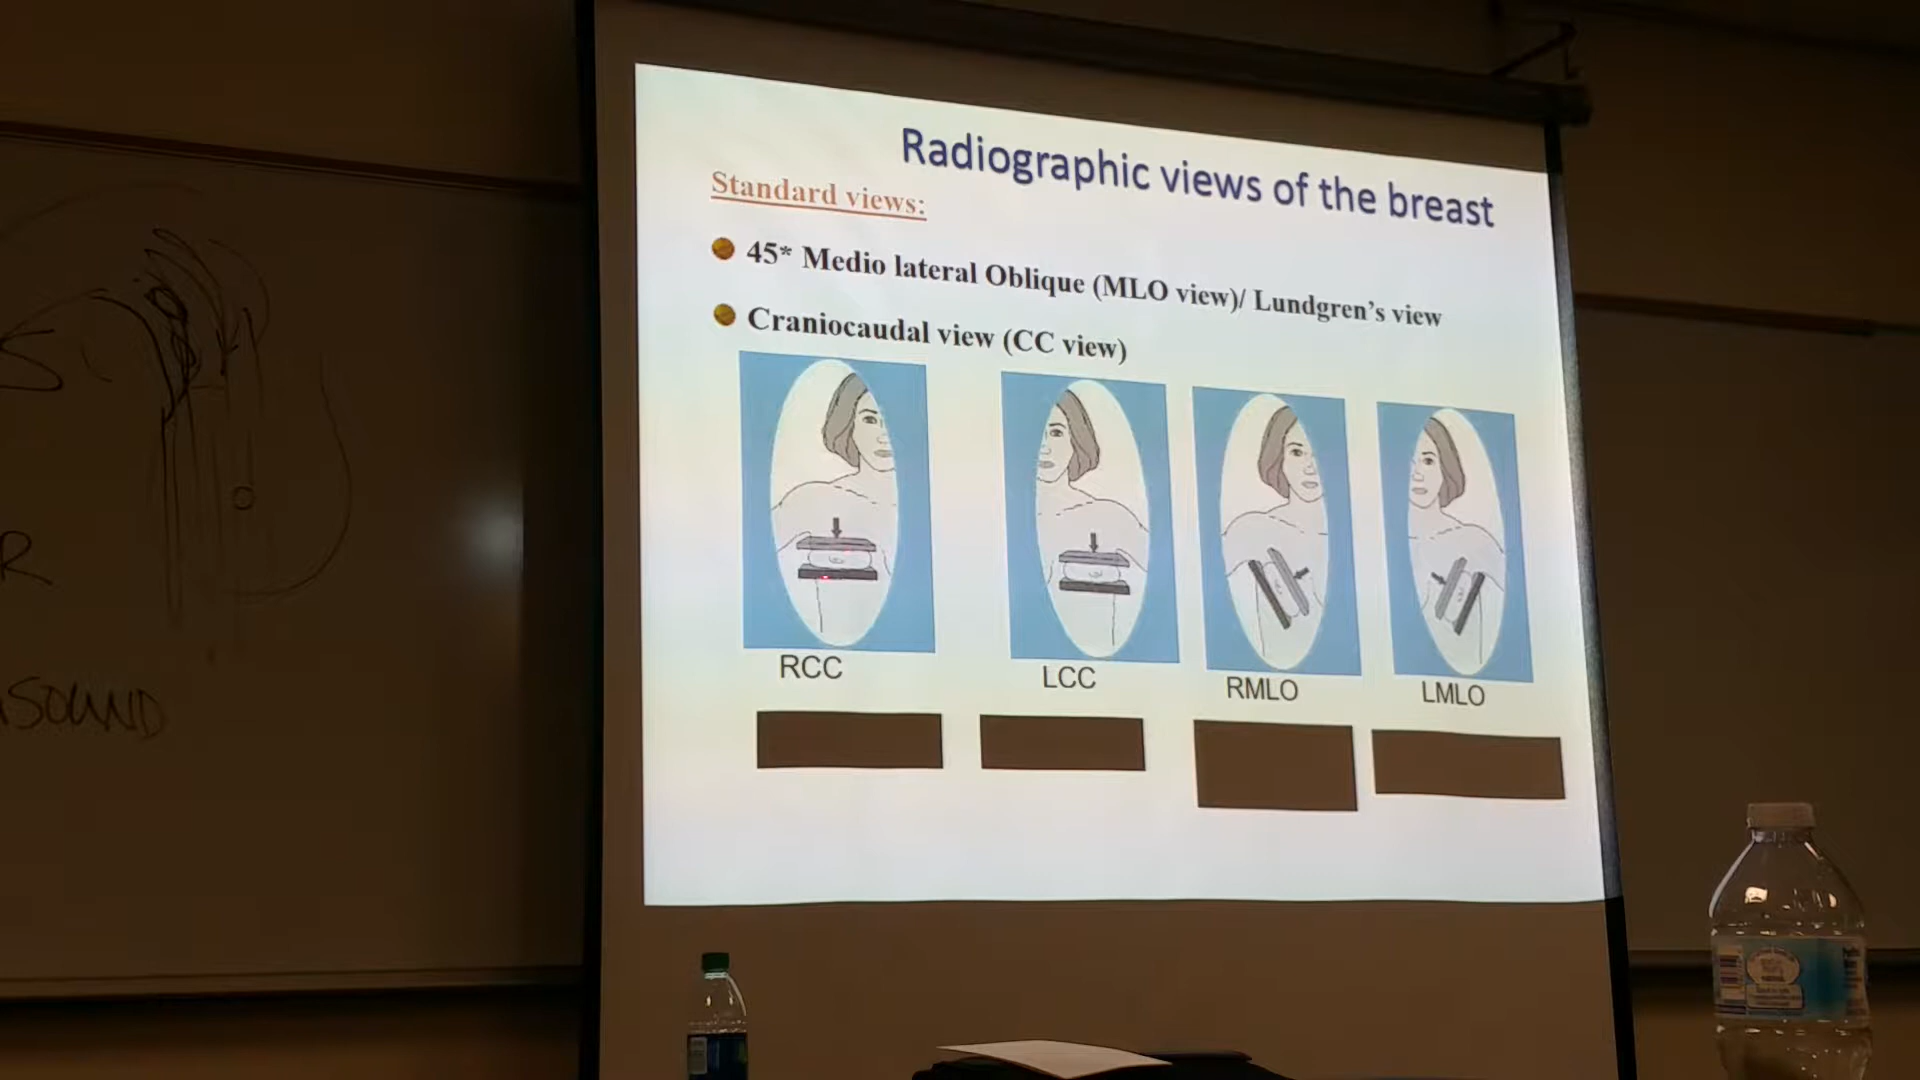 Radiographic views of the breast
Standard views:
45* Medio lateral Oblique (MLO view)/ Lundgren's view
Craniocaudal view (CC view)
RCC
LCC
RMLO
LMLO
S
R
SOUND